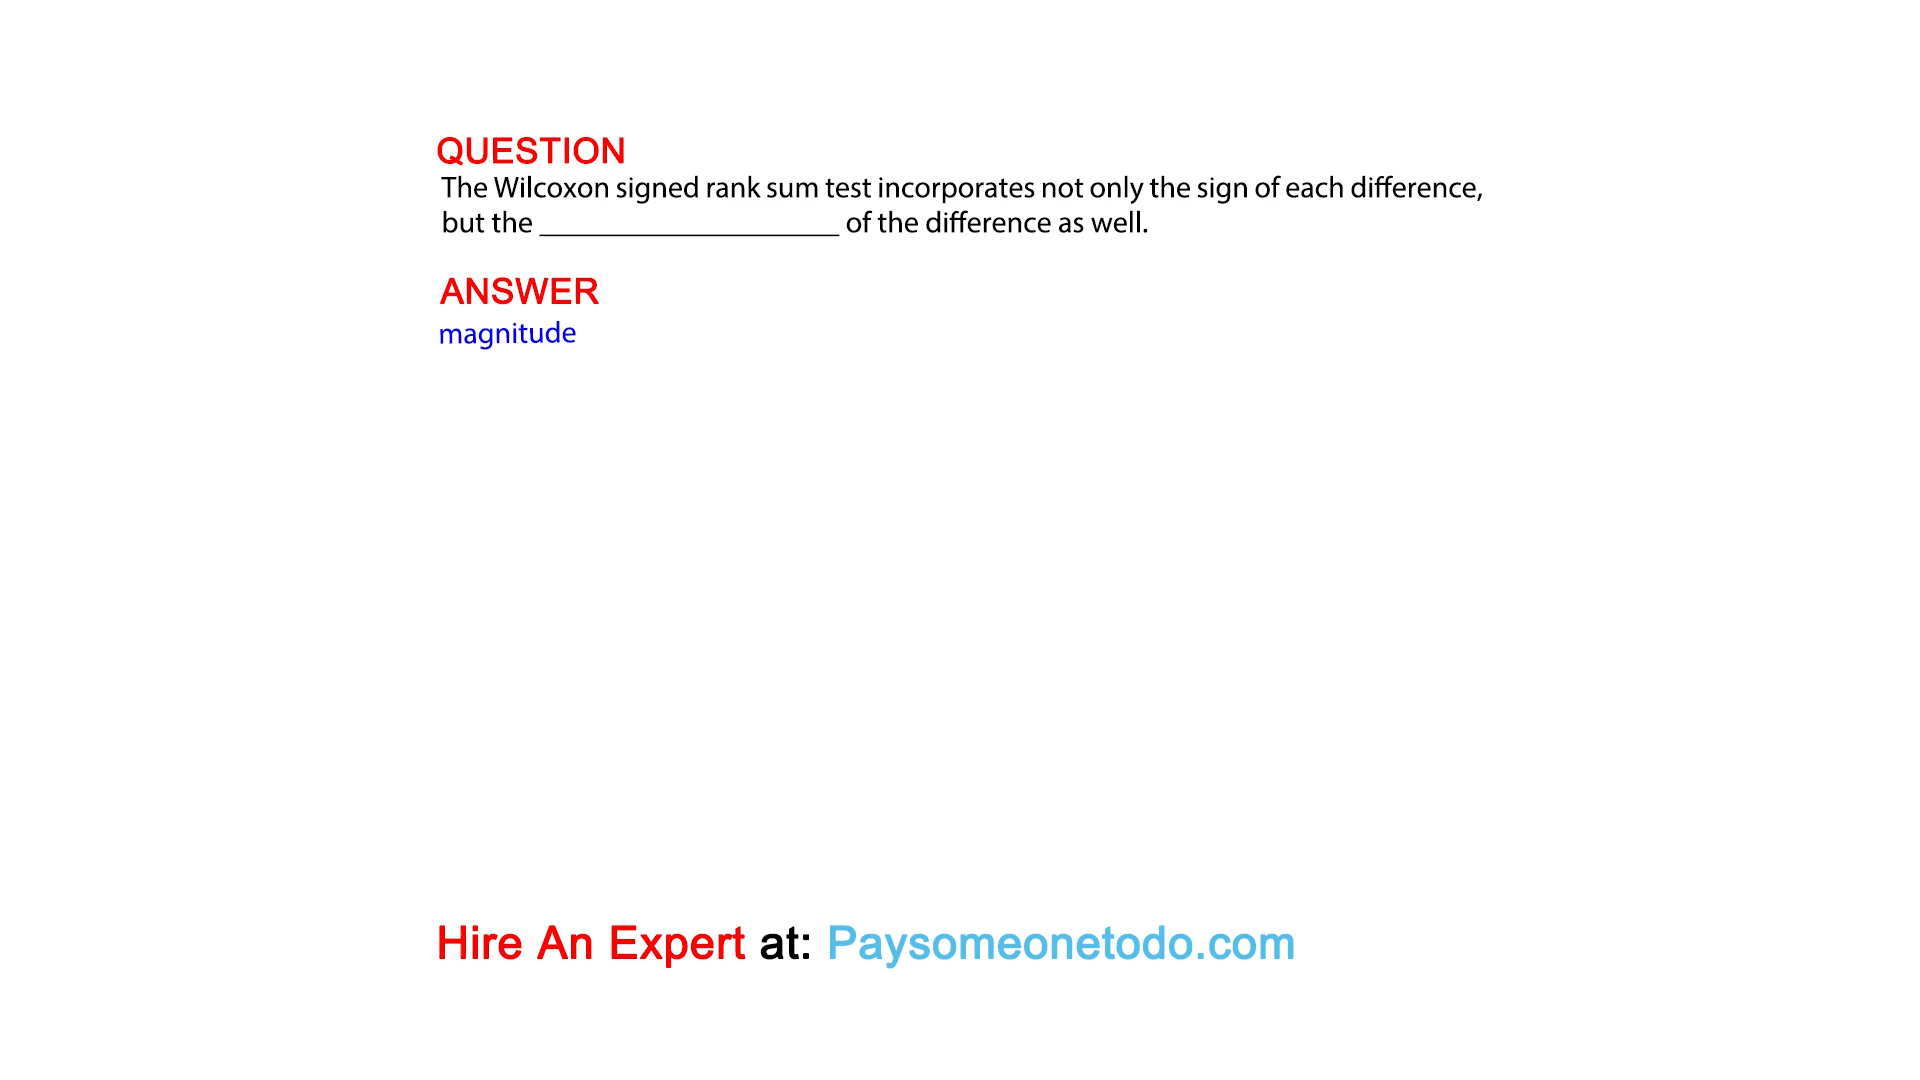 QUESTION
The Wilcoxon signed rank sum test incorporates not only the sign of each difference,
but the ____________________ of the difference as well.
ANSWER
magnitude
Hire An Expert at: Paysomeonetodo.com